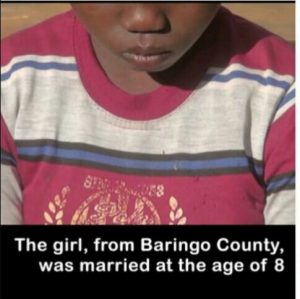 The girl, from Baringo County,
was married at the age of 8